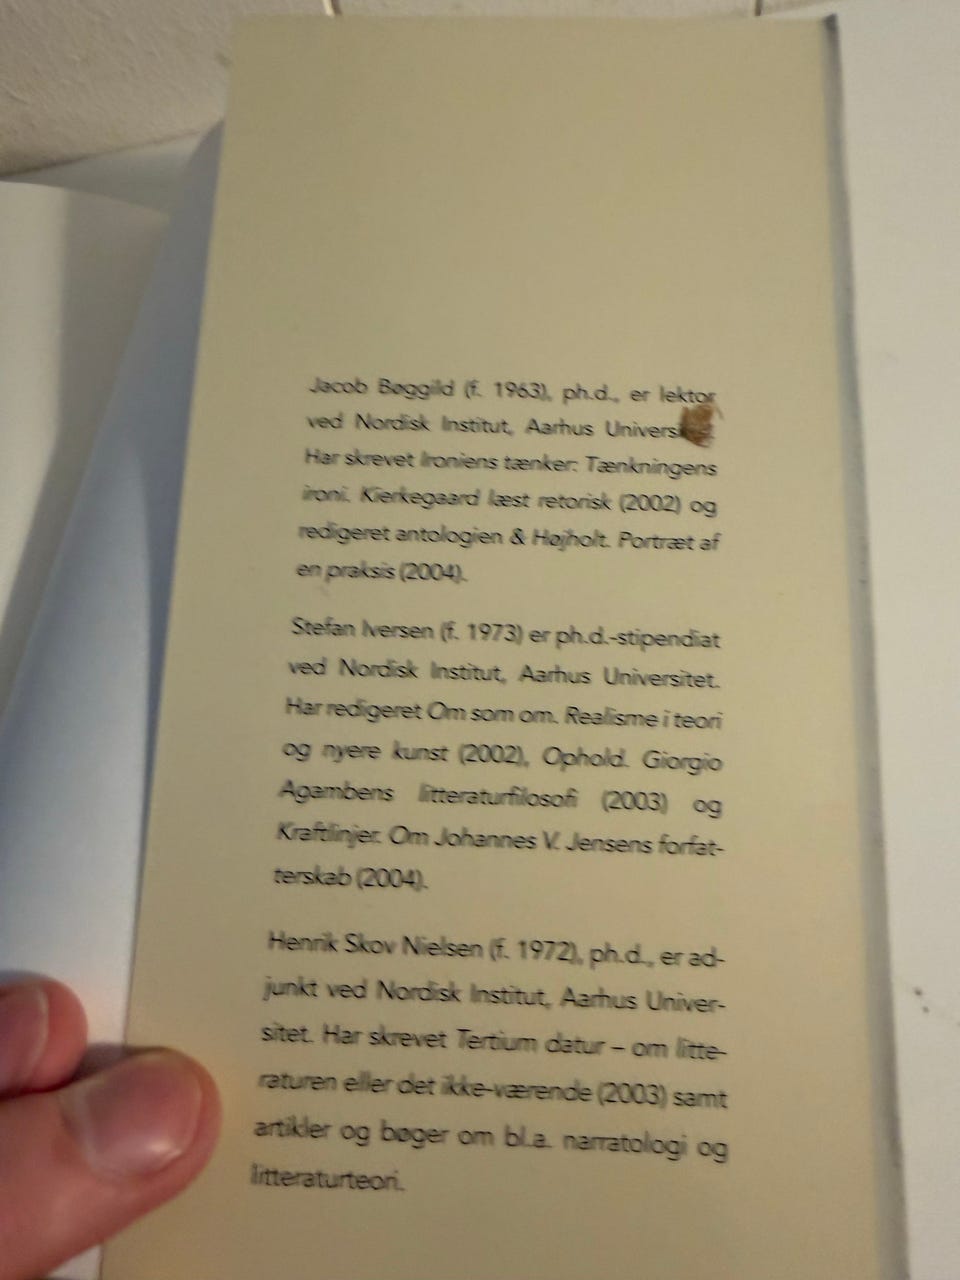 Jacob Bøggild (f. 1963), ph.d., er lektor
ved Nordisk Institut, Aarhus
Har skrevet Ironiens tænker: Tænkningens
ironi. Kierkegaard læst retorisk (2002) og
redigeret antologien & Højholt. Portræt af
en praksis (2004).
Stefan Iversen (f. 1973) er ph.d.-stipendiat
ved Nordisk Institut, Aarhus Universitet.
Har redigeret Om som om. Realisme i teori
og nyere kunst (2002), Ophold. Giorgio
Agambens litteraturfilosofi (2003) og
Kraftlinjer. Om Johannes V. Jensens forfat-
terskab (2004).
Henrik Skov Nielsen (f. 1972), ph.d., er ad-
junkt ved Nordisk Institut, Aarhus Univer-
sitet. Har skrevet Tertium datur – om litte-
raturen eller det ikke-værende (2003) samt
artikler og bøger om bl.a. narratologi og
litteraturteori.